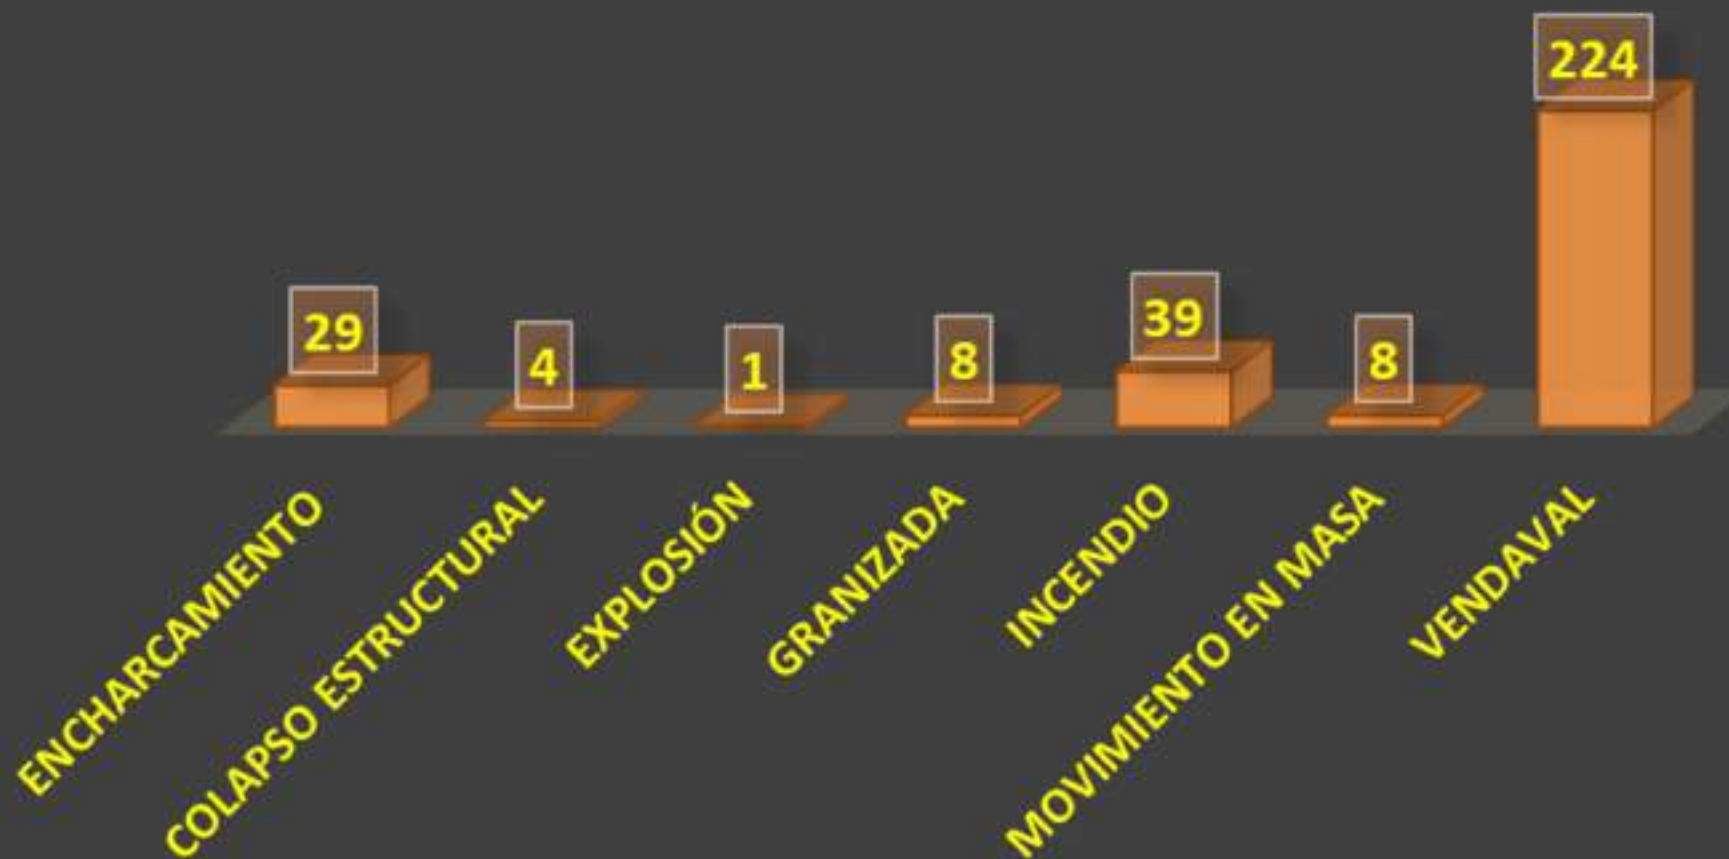 224
29
4
1
8
39
8
ENCHARCAMIENTO
COLAPSO ESTRUCTURAL
EXPLOSIÓN
GRANIZADA
INCENDIO
MOVIMIENTO EN MASA
VENDAVAL